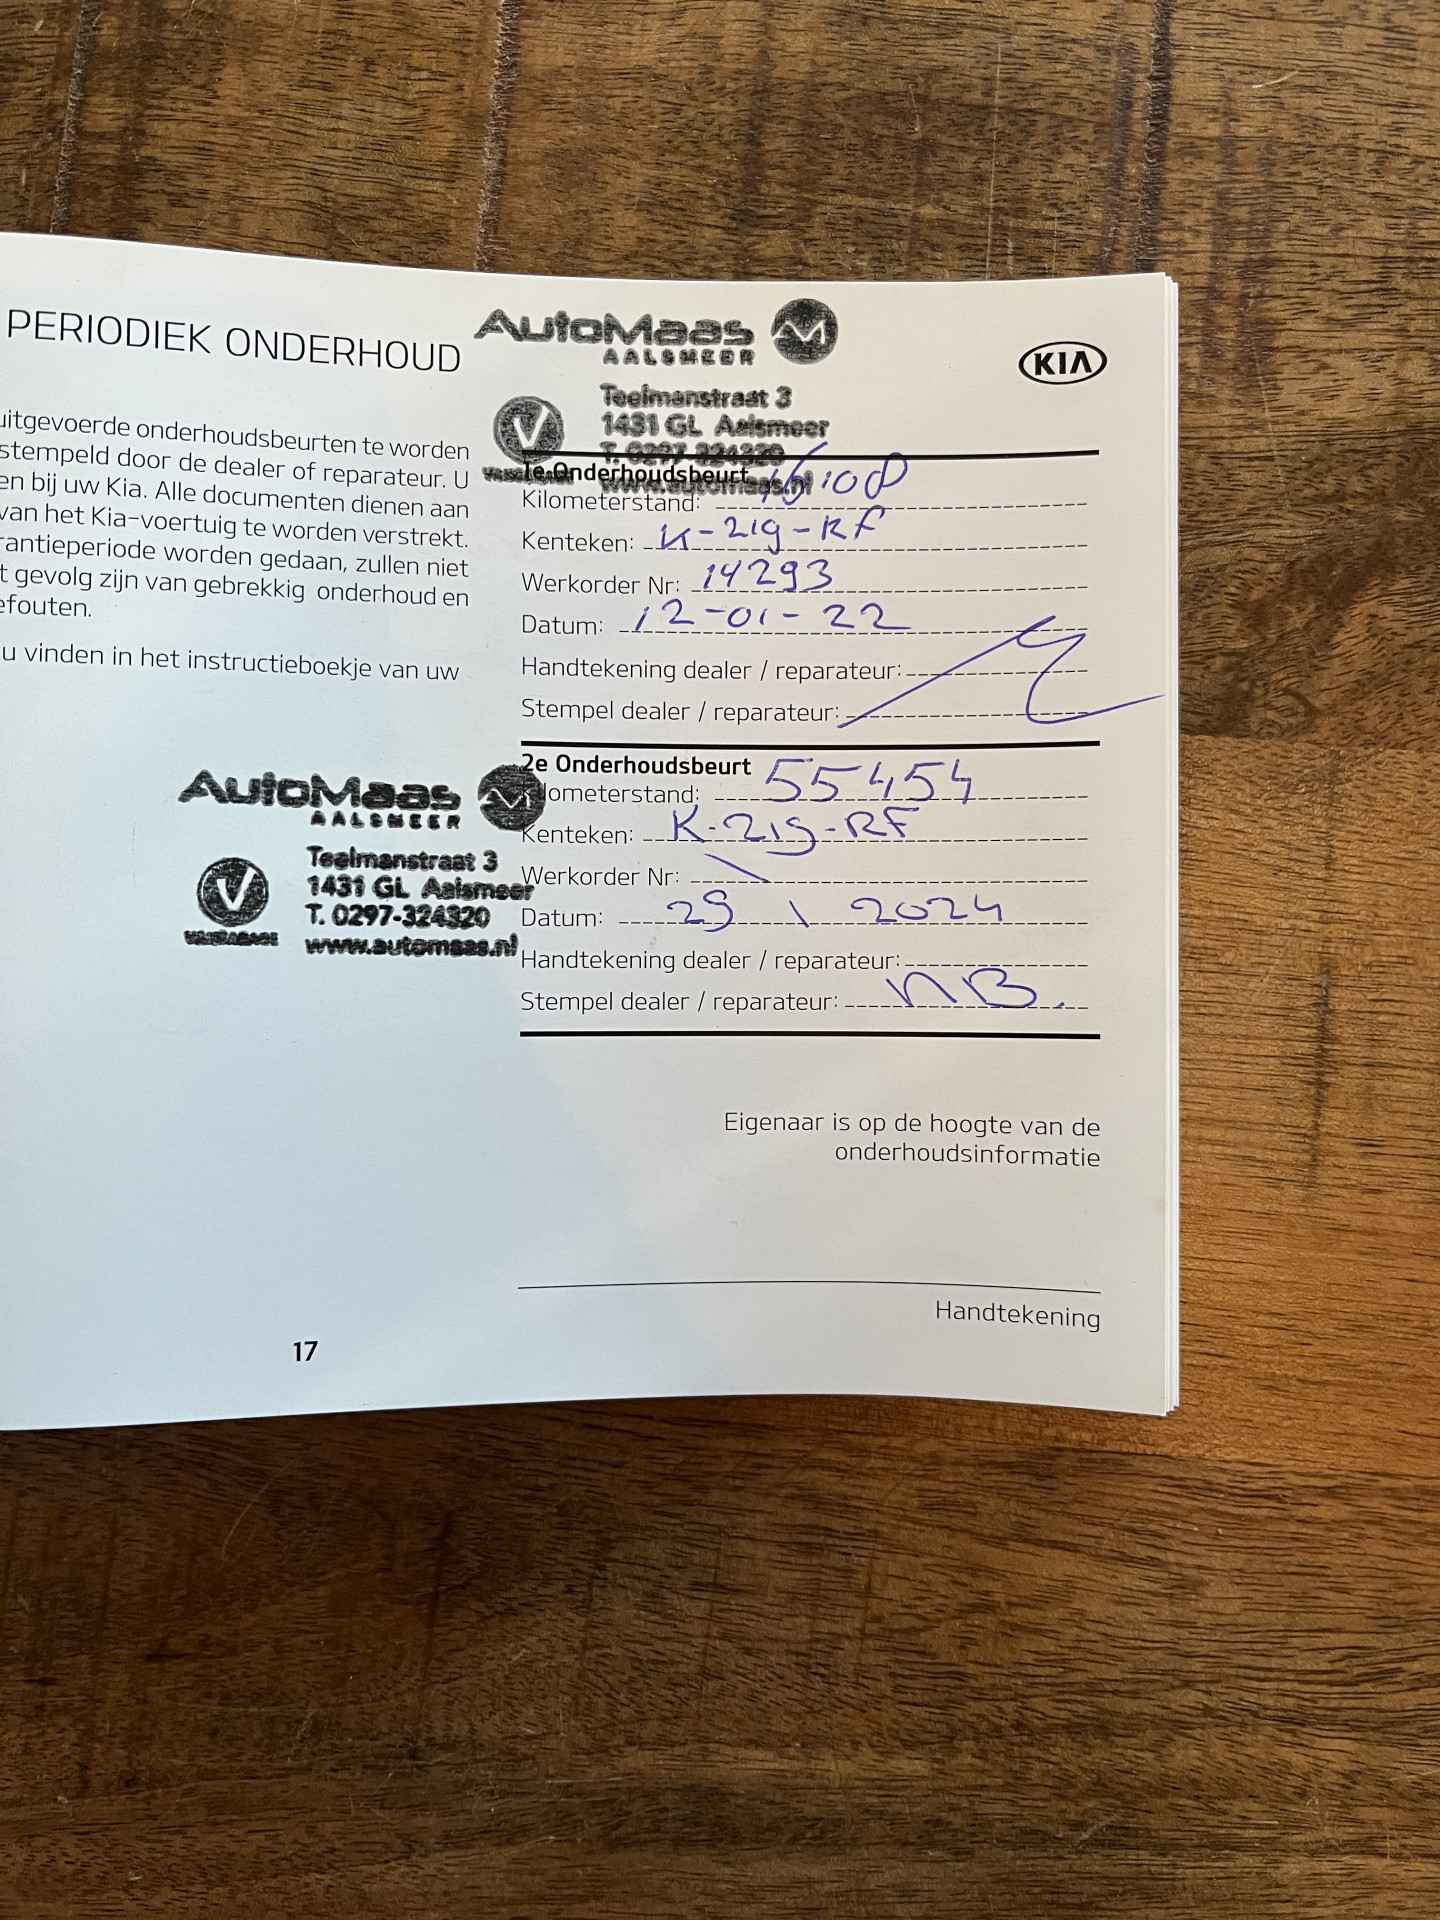 PERIODIEK ONDERHOUD
uitgevoerde onderhoudsbeurten te worden
stempeld door de dealer of reparateur. U
en bij uw Kia. Alle documenten dienen aan
van het Kia-voertuig te worden verstrekt.
rantieperiode worden gedaan, zullen niet
t gevolg zijn van gebrekkig onderhoud en
efouten.
u vinden in het instructieboekje van uw
AutoMaas
AALSMEER
Teelmanstraat 3
1431 GL Aalsmeer
T. 0297-324320
VAKGARAGE
www.automaas.nl
17
AutoMaas
AALSMEER
KIA
Teelmanstraat 3
1431 GL Aalsmeer
T. 0297-324320
VAKGARAGE
www.automaas.nl
1e Onderhoudsbeurt
Kilometerstand: 16108
Kenteken: K-219-RF
Werkorder Nr: 14293
Datum: 12-01-22
Handtekening dealer / reparateur:
Stempel dealer / reparateur:
2e Onderhoudsbeurt
Kilometerstand: 55454
Kenteken: K-219-RF
Werkorder Nr: \
Datum: 29 \ 2024
Handtekening dealer / reparateur:
Stempel dealer / reparateur: NB.
Eigenaar is op de hoogte van de
onderhoudsinformatie
Handtekening